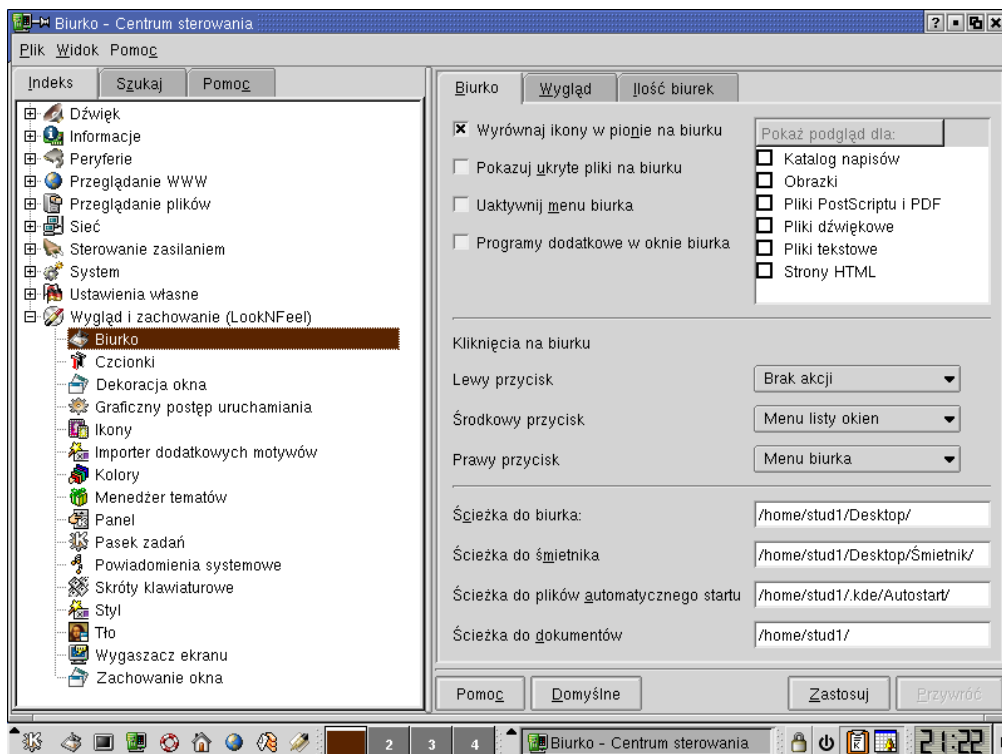 Biurko - Centrum sterowania
Plik Widok Pomoc
Indeks Szukaj Pomoc
Dźwięk
Informacje
Peryferie
Przeglądanie WWW
Przeglądanie plików
Sieć
Sterowanie zasilaniem
System
Ustawienia własne
Wygląd i zachowanie (LookNFeel)
Biurko
Czcionki
Dekoracja okna
Graficzny postęp uruchamiania
Ikony
Importer dodatkowych motywów
Kolory
Menedżer tematów
Panel
Pasek zadań
Powiadomienia systemowe
Skróty klawiaturowe
Styl
Tło
Wygaszacz ekranu
Zachowanie okna
Biurko Wygląd Ilość biurek
Wyrównaj ikony w pionie na biurku
Pokazuj ukryte pliki na biurku
Uaktywnij menu biurka
Programy dodatkowe w oknie biurka
Pokaż podgląd dla:
Katalog napisów
Obrazki
Pliki PostScriptu i PDF
Pliki dźwiękowe
Pliki tekstowe
Strony HTML
Kliknięcia na biurku
Lewy przycisk Brak akcji
Środkowy przycisk Menu listy okien
Prawy przycisk Menu biurka
Ścieżka do biurka: /home/stud1/Desktop/
Ścieżka do śmietnika /home/stud1/Desktop/Śmietnik/
Ścieżka do plików automatycznego startu /home/stud1/.kde/Autostart/
Ścieżka do dokumentów /home/stud1/
Pomoc Domyślne Zastosuj Przywróć
2 3 4 Biurko - Centrum sterowania 21:22